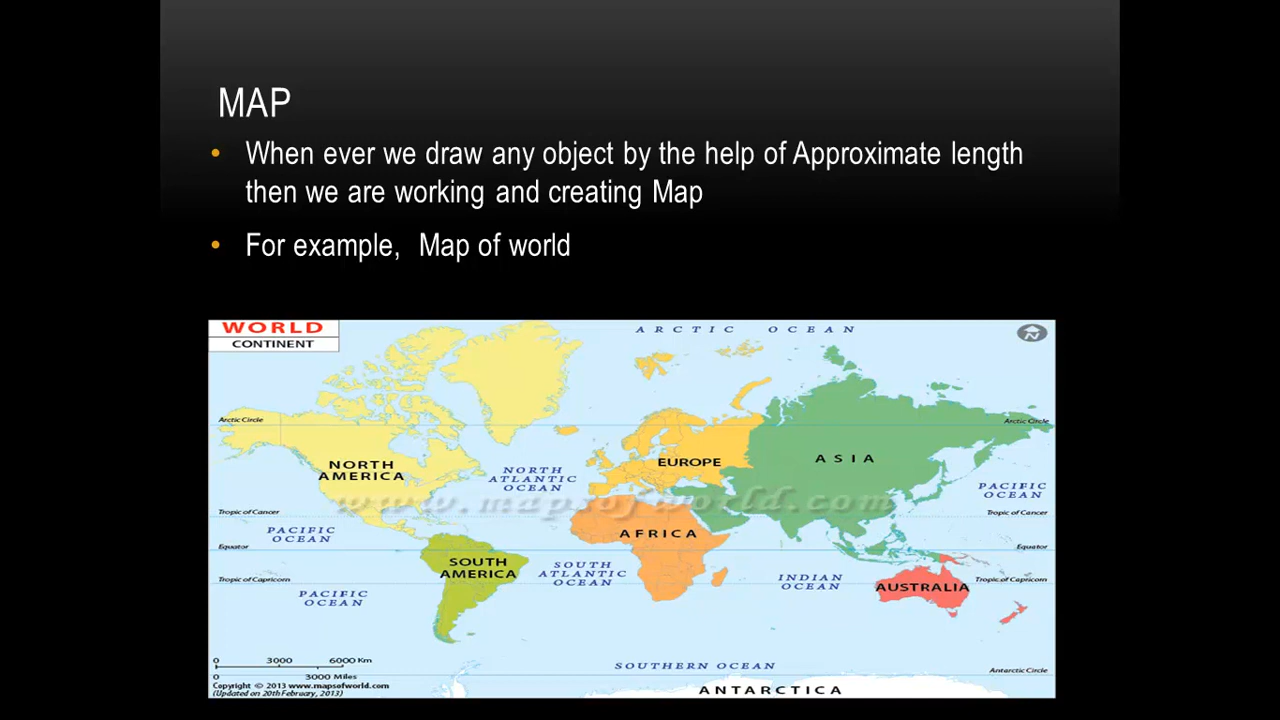 MAP
• When ever we draw any object by the help of Approximate length
then we are working and creating Map
• For example, Map of world
WORLD
CONTINENT
ARCTIC OCEAN
N
Arctic Circle
Arctic Circle
NORTH
AMERICA
EUROPE
ASIA
NORTH
ATLANTIC
OCEAN
PACIFIC
OCEAN
www.mapsofworld.com
Tropic of Cancer
Tropic of Cancer
PACIFIC
OCEAN
AFRICA
Equator
Equator
SOUTH
AMERICA
SOUTH
ATLANTIC
OCEAN
INDIAN
OCEAN
AUSTRALIA
Tropic of Capricorn
Tropic of Capricorn
PACIFIC
OCEAN
0 3000 6000 Km
0 3000 Miles
SOUTHERN OCEAN
Antarctic Circle
Copyright © 2013 www.mapsofworld.com
(Updated on 20th February, 2013)
ANTARCTICA